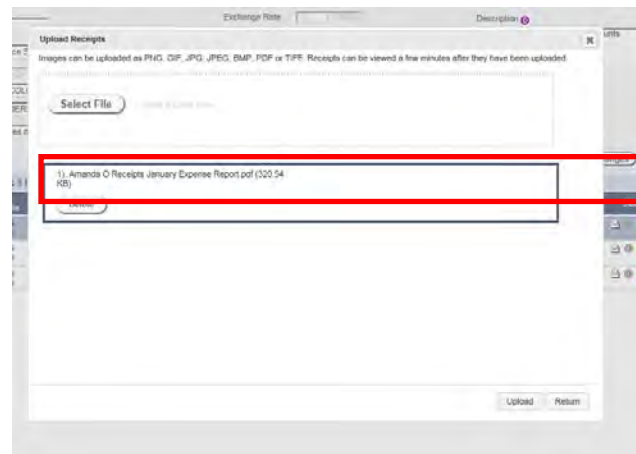 Exchange Rate
Description
Upload Receipts
Images can be uploaded as PNG, GIF, JPG, JPEG, BMP, PDF or TIFF. Receipts can be viewed a few minutes after they have been uploaded
Select File
1). Amanda O Receipts January Expense Report.pdf (320.54
KB)
Delete
Upload
Return